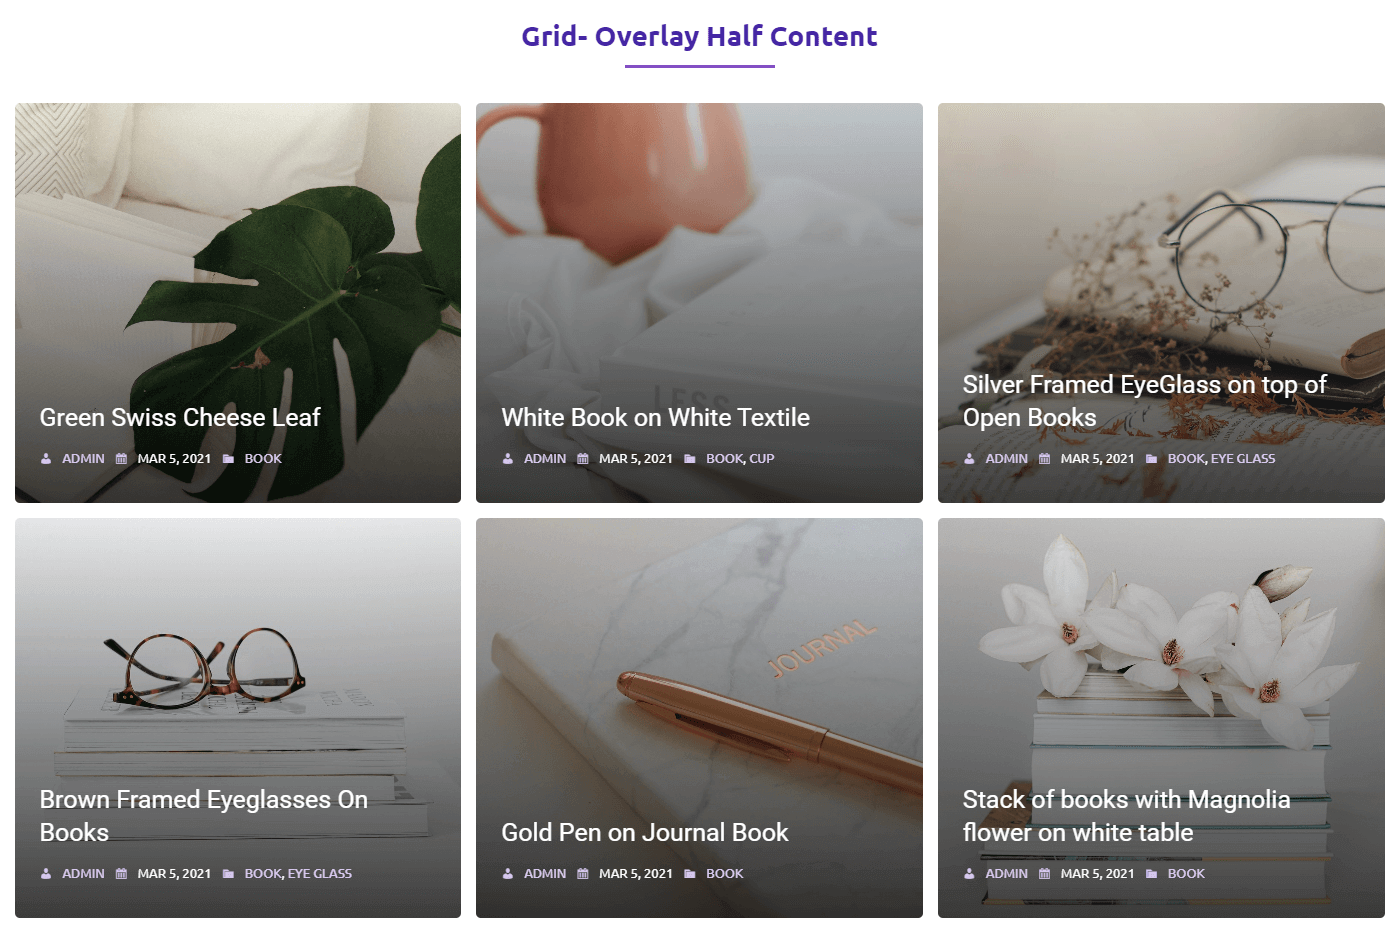 Grid- Overlay Half Content
Green Swiss Cheese Leaf
ADMIN MAR 5, 2021 BOOK
LESS
White Book on White Textile
ADMIN MAR 5, 2021 BOOK, CUP
Silver Framed EyeGlass on top of
Open Books
ADMIN MAR 5, 2021 BOOK, EYE GLASS
Brown Framed Eyeglasses On
Books
ADMIN MAR 5, 2021 BOOK, EYE GLASS
JOURNAL
Gold Pen on Journal Book
ADMIN MAR 5, 2021 BOOK
Stack of books with Magnolia
flower on white table
ADMIN MAR 5, 2021 BOOK